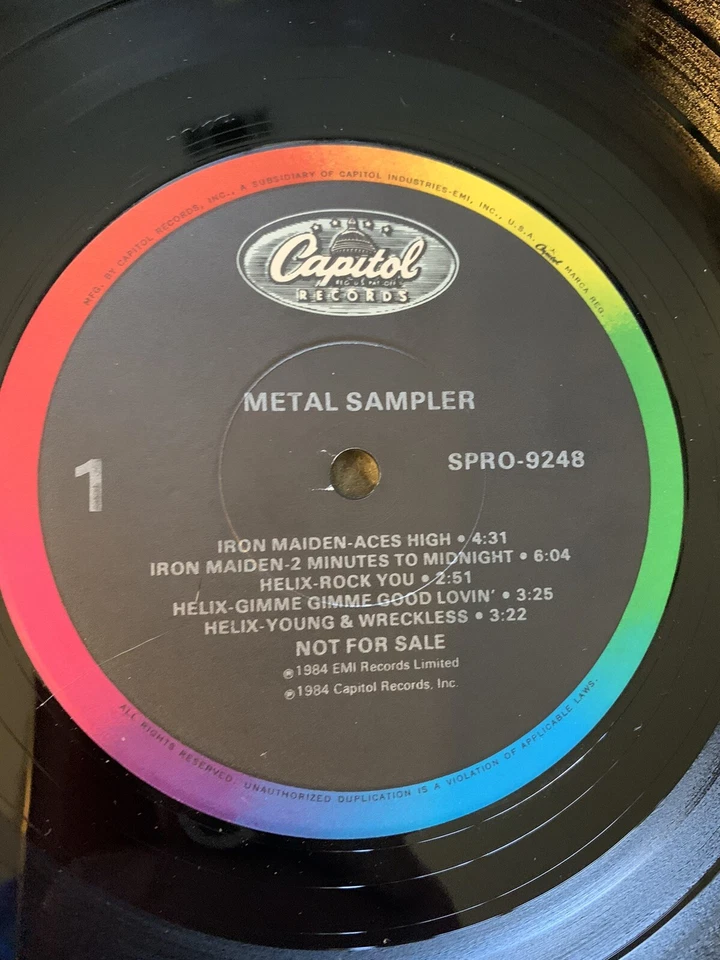 MFG. BY CAPITOL RECORDS, INC., A SUBSIDIARY OF CAPITOL INDUSTRIES-EMI, INC., U.S.A. Capitol MARCA REG.
Capitol
REG. U.S. PAT. OFF.
RECORDS
METAL SAMPLER
1
SPRO-9248
IRON MAIDEN-ACES HIGH • 4:31
IRON MAIDEN-2 MINUTES TO MIDNIGHT • 6:04
HELIX-ROCK YOU • 2:51
HELIX-GIMME GIMME GOOD LOVIN' • 3:25
HELIX-YOUNG & WRECKLESS • 3:22
NOT FOR SALE
℗1984 EMI Records Limited
℗1984 Capitol Records, Inc.
ALL RIGHTS RESERVED. UNAUTHORIZED DUPLICATION IS A VIOLATION OF APPLICABLE LAWS.